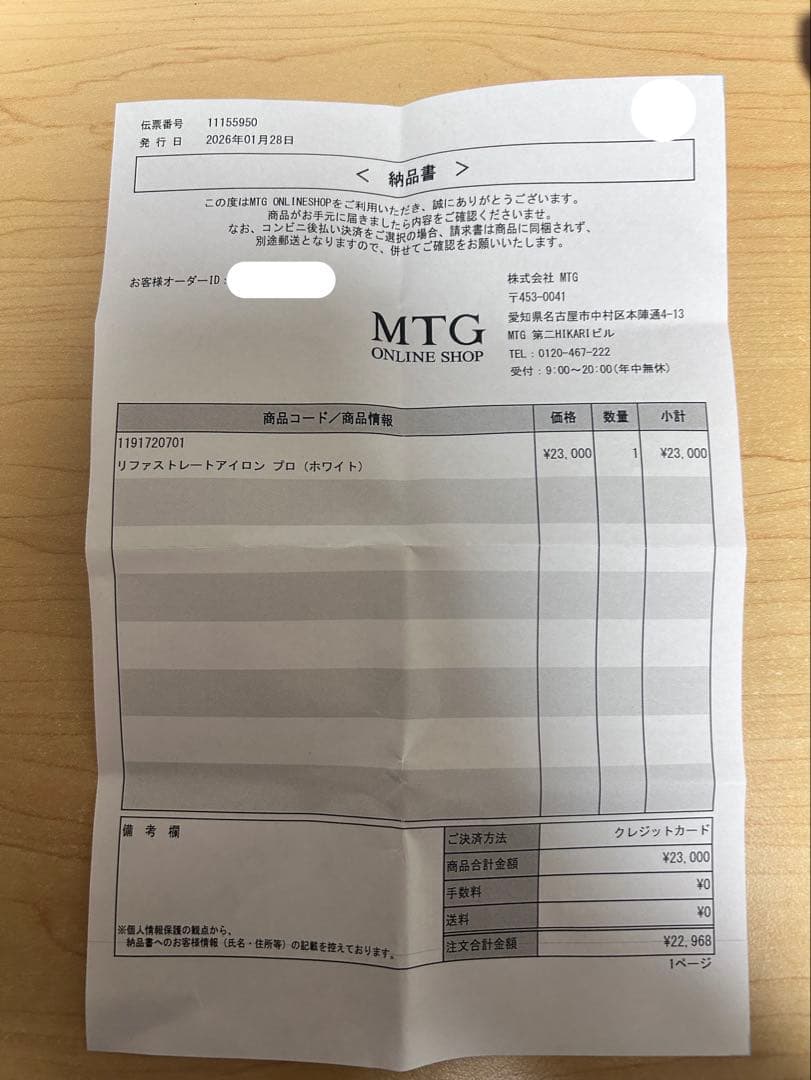 伝票番号 11155950
発行日 2026年01月28日
< 納品書 >
この度はMTG ONLINESHOPをご利用いただき、誠にありがとうございます。
商品がお手元に届きましたら内容をご確認くださいませ。
なお、コンビニ後払い決済をご選択の場合、請求書は商品に同梱されず、
別途郵送となりますので、併せてご確認をお願いいたします。
お客様オーダーID:
株式会社 MTG
〒453-0041
愛知県名古屋市中村区本陣通4-13
MTG 第二HIKARIビル
TEL:0120-467-222
受付:9:00~20:00(年中無休)
MTG
ONLINE SHOP
商品コード/商品情報 価格 数量 小計
1191720701
リファストレートアイロン プロ (ホワイト) ¥23,000 1 ¥23,000
備考欄
※個人情報保護の観点から、
納品書へのお客様情報(氏名・住所等)の記載を控えております。
ご決済方法 クレジットカード
商品合計金額 ¥23,000
手数料 ¥0
送料 ¥0
注文合計金額 ¥22,968
1ページ